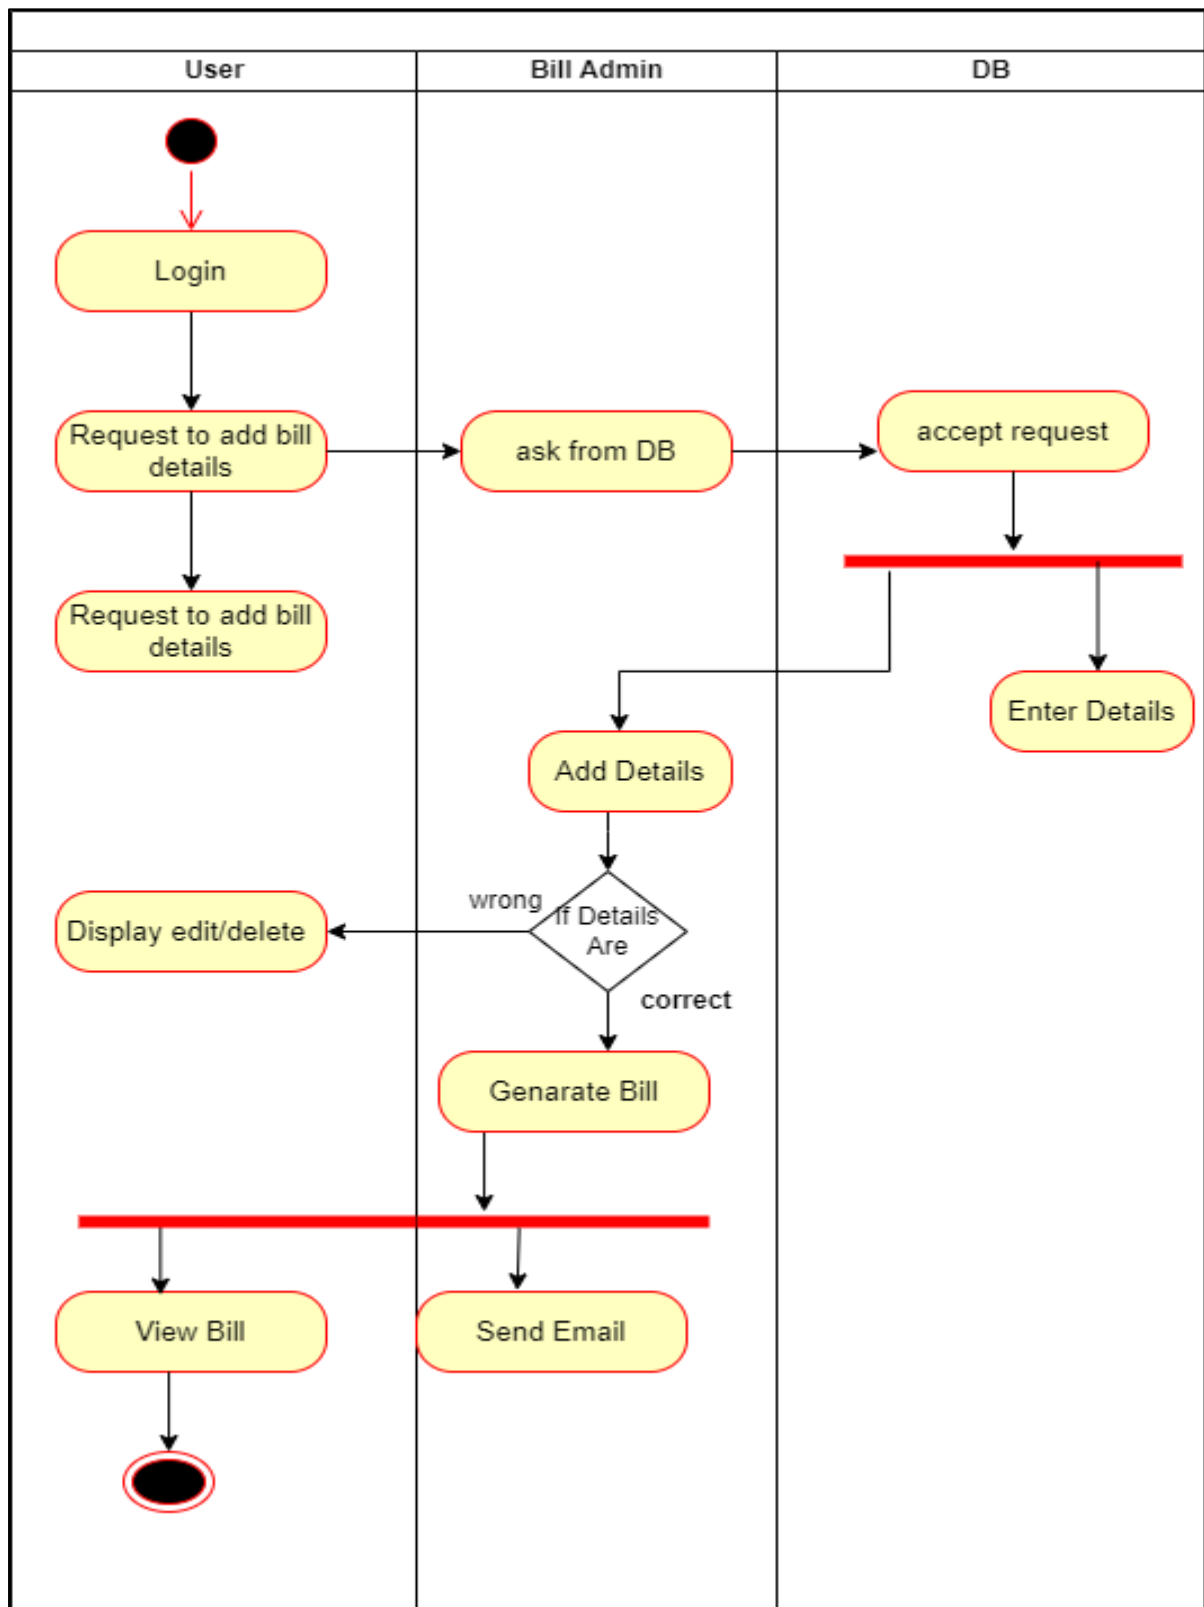 User
Bill Admin
DB
Login
Request to add bill
details
ask from DB
accept request
Request to add bill
details
Enter Details
Add Details
wrong
If Details
Are
Display edit/delete
correct
Genarate Bill
View Bill
Send Email